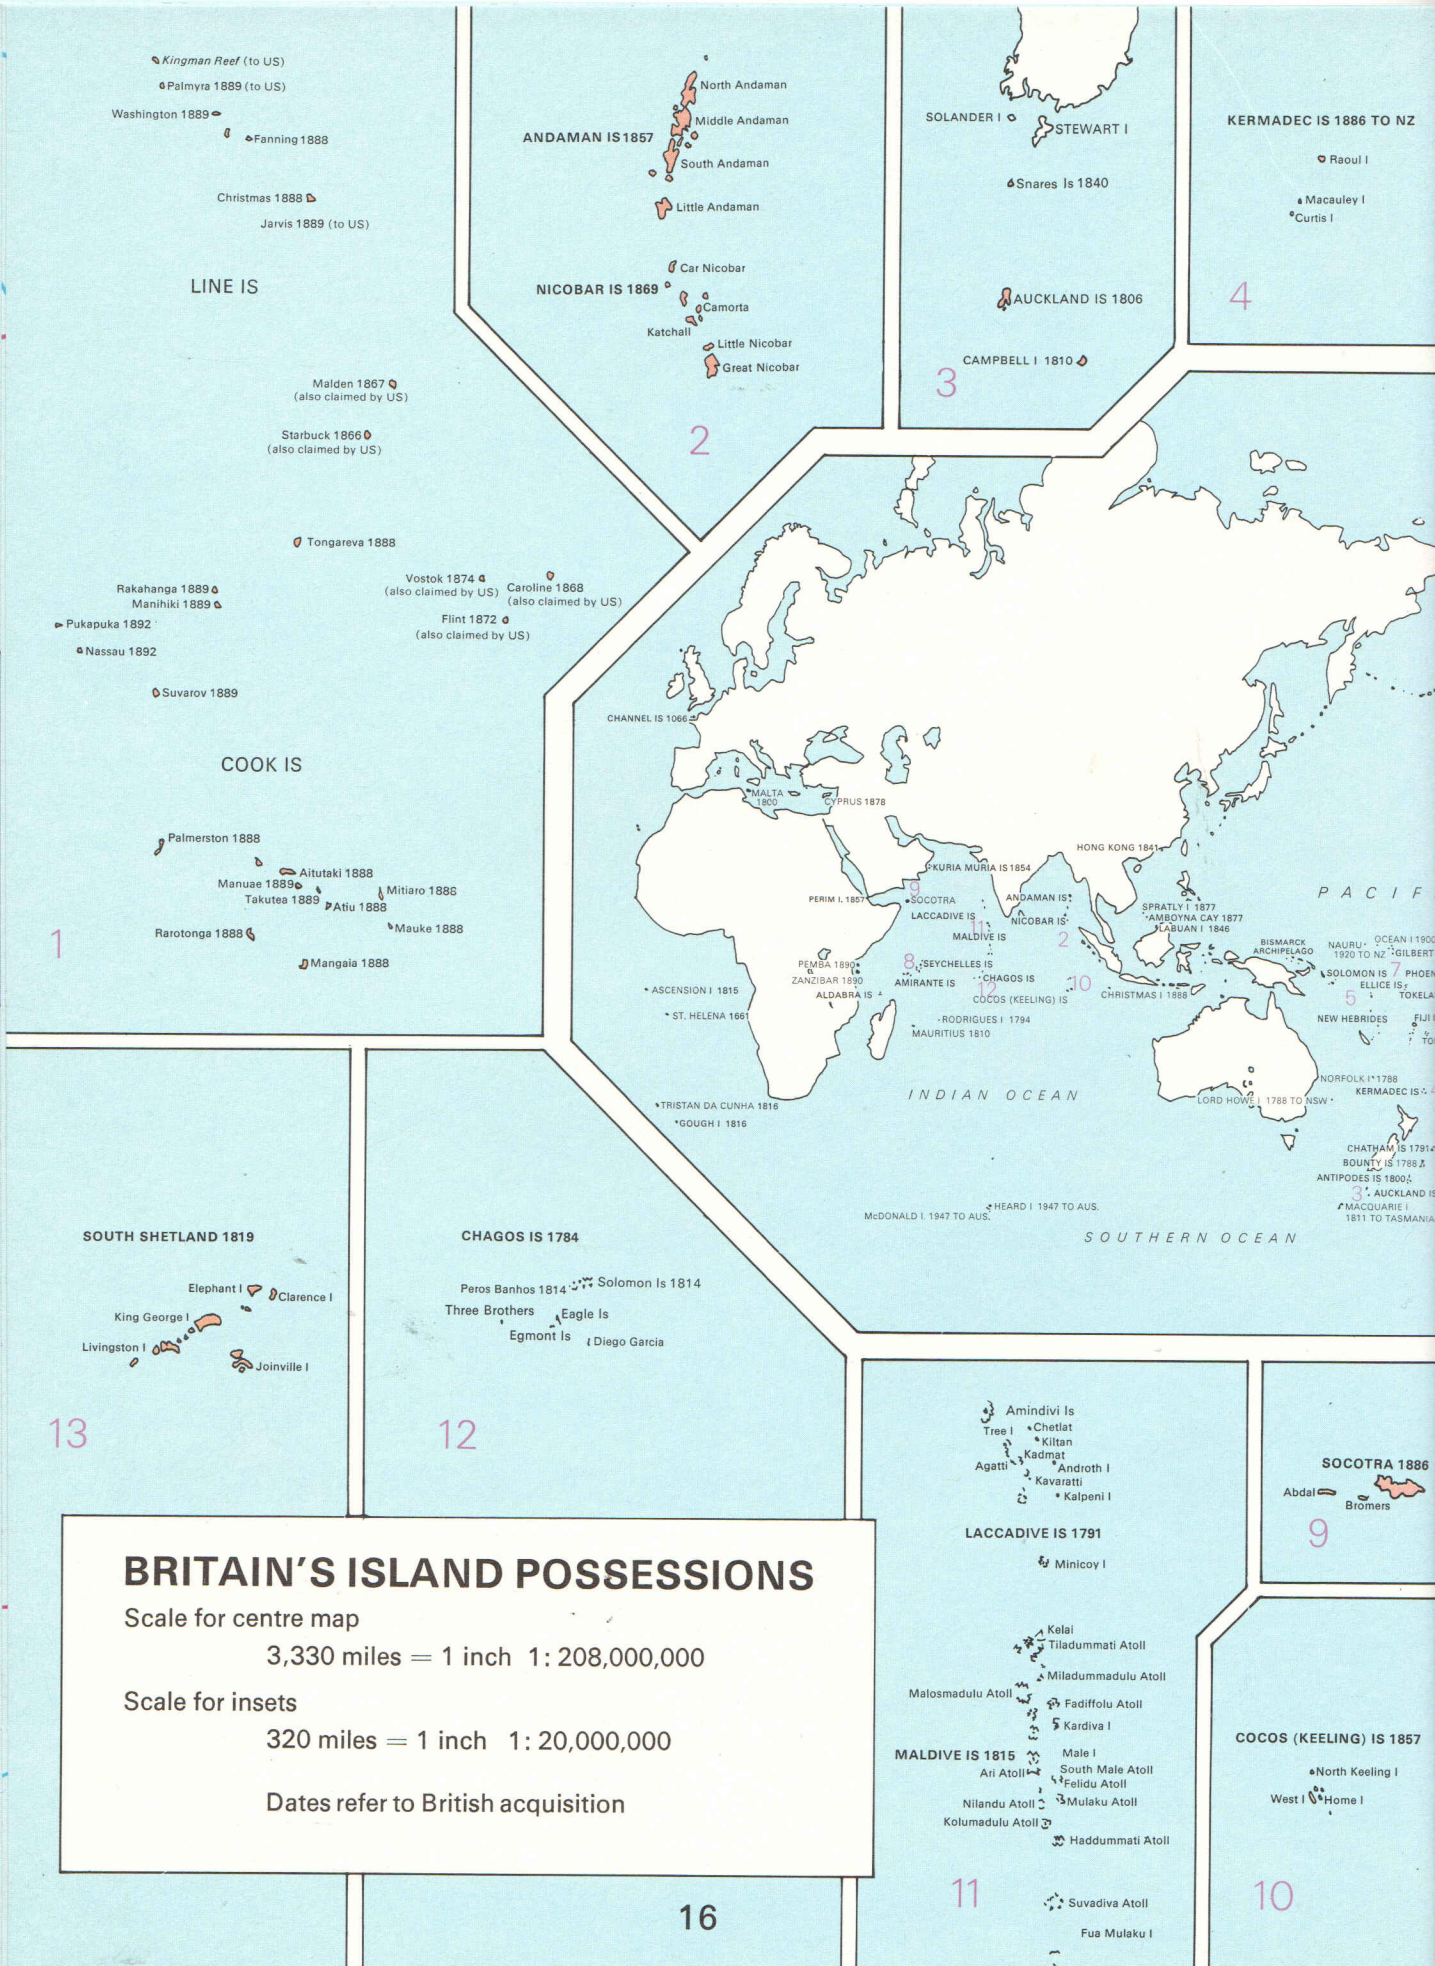 Kingman Reef (to US)
Palmyra 1889 (to US)
Washington 1889
Fanning 1888
Christmas 1888
Jarvis 1889 (to US)
LINE IS
Malden 1867
(also claimed by US)
Starbuck 1866
(also claimed by US)
Tongareva 1888
Vostok 1874
(also claimed by US)
Caroline 1868
(also claimed by US)
Flint 1872
(also claimed by US)
Rakahanga 1889
Manihiki 1889
Pukapuka 1892
Nassau 1892
Suvarov 1889
COOK IS
Palmerston 1888
Aitutaki 1888
Manuae 1889
Takutea 1889
Mitiaro 1888
Atiu 1888
Mauke 1888
Rarotonga 1888
Mangaia 1888
1
North Andaman
Middle Andaman
ANDAMAN IS 1857
South Andaman
Little Andaman
Car Nicobar
NICOBAR IS 1869
Camorta
Katchall
Little Nicobar
Great Nicobar
2
SOLANDER I
STEWART I
Snares Is 1840
AUCKLAND IS 1806
CAMPBELL I 1810
3
KERMADEC IS 1886 TO NZ
Raoul I
Macauley I
Curtis I
4
CHANNEL IS 1066
MALTA
1800
CYPRUS 1878
HONG KONG 1841
KURIA MURIA IS 1854
9
PERIM I. 1857
SOCOTRA
ANDAMAN IS
LACCADIVE IS
11
NICOBAR IS
MALDIVE IS
2
SPRATLY I 1877
AMBOYNA CAY 1877
LABUAN I 1846
PACIF
BISMARCK
ARCHIPELAGO
NAURU
1920 TO NZ
OCEAN I 1900
GILBERT
PEMBA 1890
ZANZIBAR 1890
8
SEYCHELLES IS
AMIRANTE IS
CHAGOS IS
12
10
COCOS (KEELING) IS
CHRISTMAS I 1888
ALDABRA IS
SOLOMON IS
7
PHOEN
ELLICE IS
5
TOKELA
ASCENSION I 1815
ST. HELENA 1661
RODRIGUES I 1794
MAURITIUS 1810
NEW HEBRIDES
FIJI
TO
INDIAN OCEAN
NORFOLK I 1788
KERMADEC IS
LORD HOWE I 1788 TO NSW
TRISTAN DA CUNHA 1816
GOUGH I 1816
CHATHAM IS 1791
BOUNTY IS 1788
ANTIPODES IS 1800
3
AUCKLAND IS
HEARD I 1947 TO AUS.
McDONALD I. 1947 TO AUS.
MACQUARIE I
1811 TO TASMANIA
SOUTHERN OCEAN
SOUTH SHETLAND 1819
Elephant I
Clarence I
King George I
Livingston I
Joinville I
13
CHAGOS IS 1784
Peros Banhos 1814
Solomon Is 1814
Three Brothers
Eagle Is
Egmont Is
Diego Garcia
12
Amindivi Is
Tree I
Chetlat
Kiltan
Kadmat
Agatti
Androth I
Kavaratti
Kalpeni I
LACCADIVE IS 1791
Minicoy I
Kelai
Tiladummati Atoll
Miladummadulu Atoll
Malosmadulu Atoll
Fadiffolu Atoll
Kardiva I
MALDIVE IS 1815
Male I
Ari Atoll
South Male Atoll
Felidu Atoll
Nilandu Atoll
Mulaku Atoll
Kolumadulu Atoll
Haddummati Atoll
Suvadiva Atoll
Fua Mulaku I
11
SOCOTRA 1886
Abdal
Bromers
9
COCOS (KEELING) IS 1857
North Keeling I
West I
Home I
10
BRITAIN'S ISLAND POSSESSIONS
Scale for centre map
3,330 miles = 1 inch 1: 208,000,000
Scale for insets
320 miles = 1 inch 1: 20,000,000
Dates refer to British acquisition
16